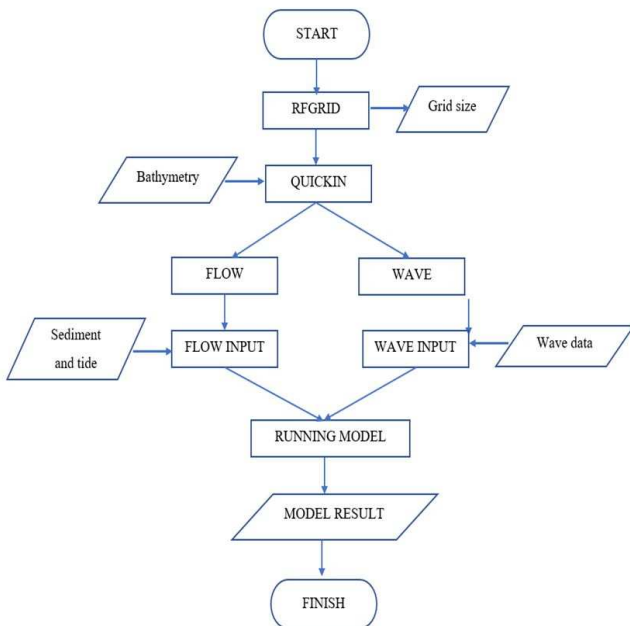 START
RFGRID
Grid size
Bathymetry
QUICKIN
FLOW
WAVE
Sediment
and tide
FLOW INPUT
WAVE INPUT
Wave data
RUNNING MODEL
MODEL RESULT
FINISH